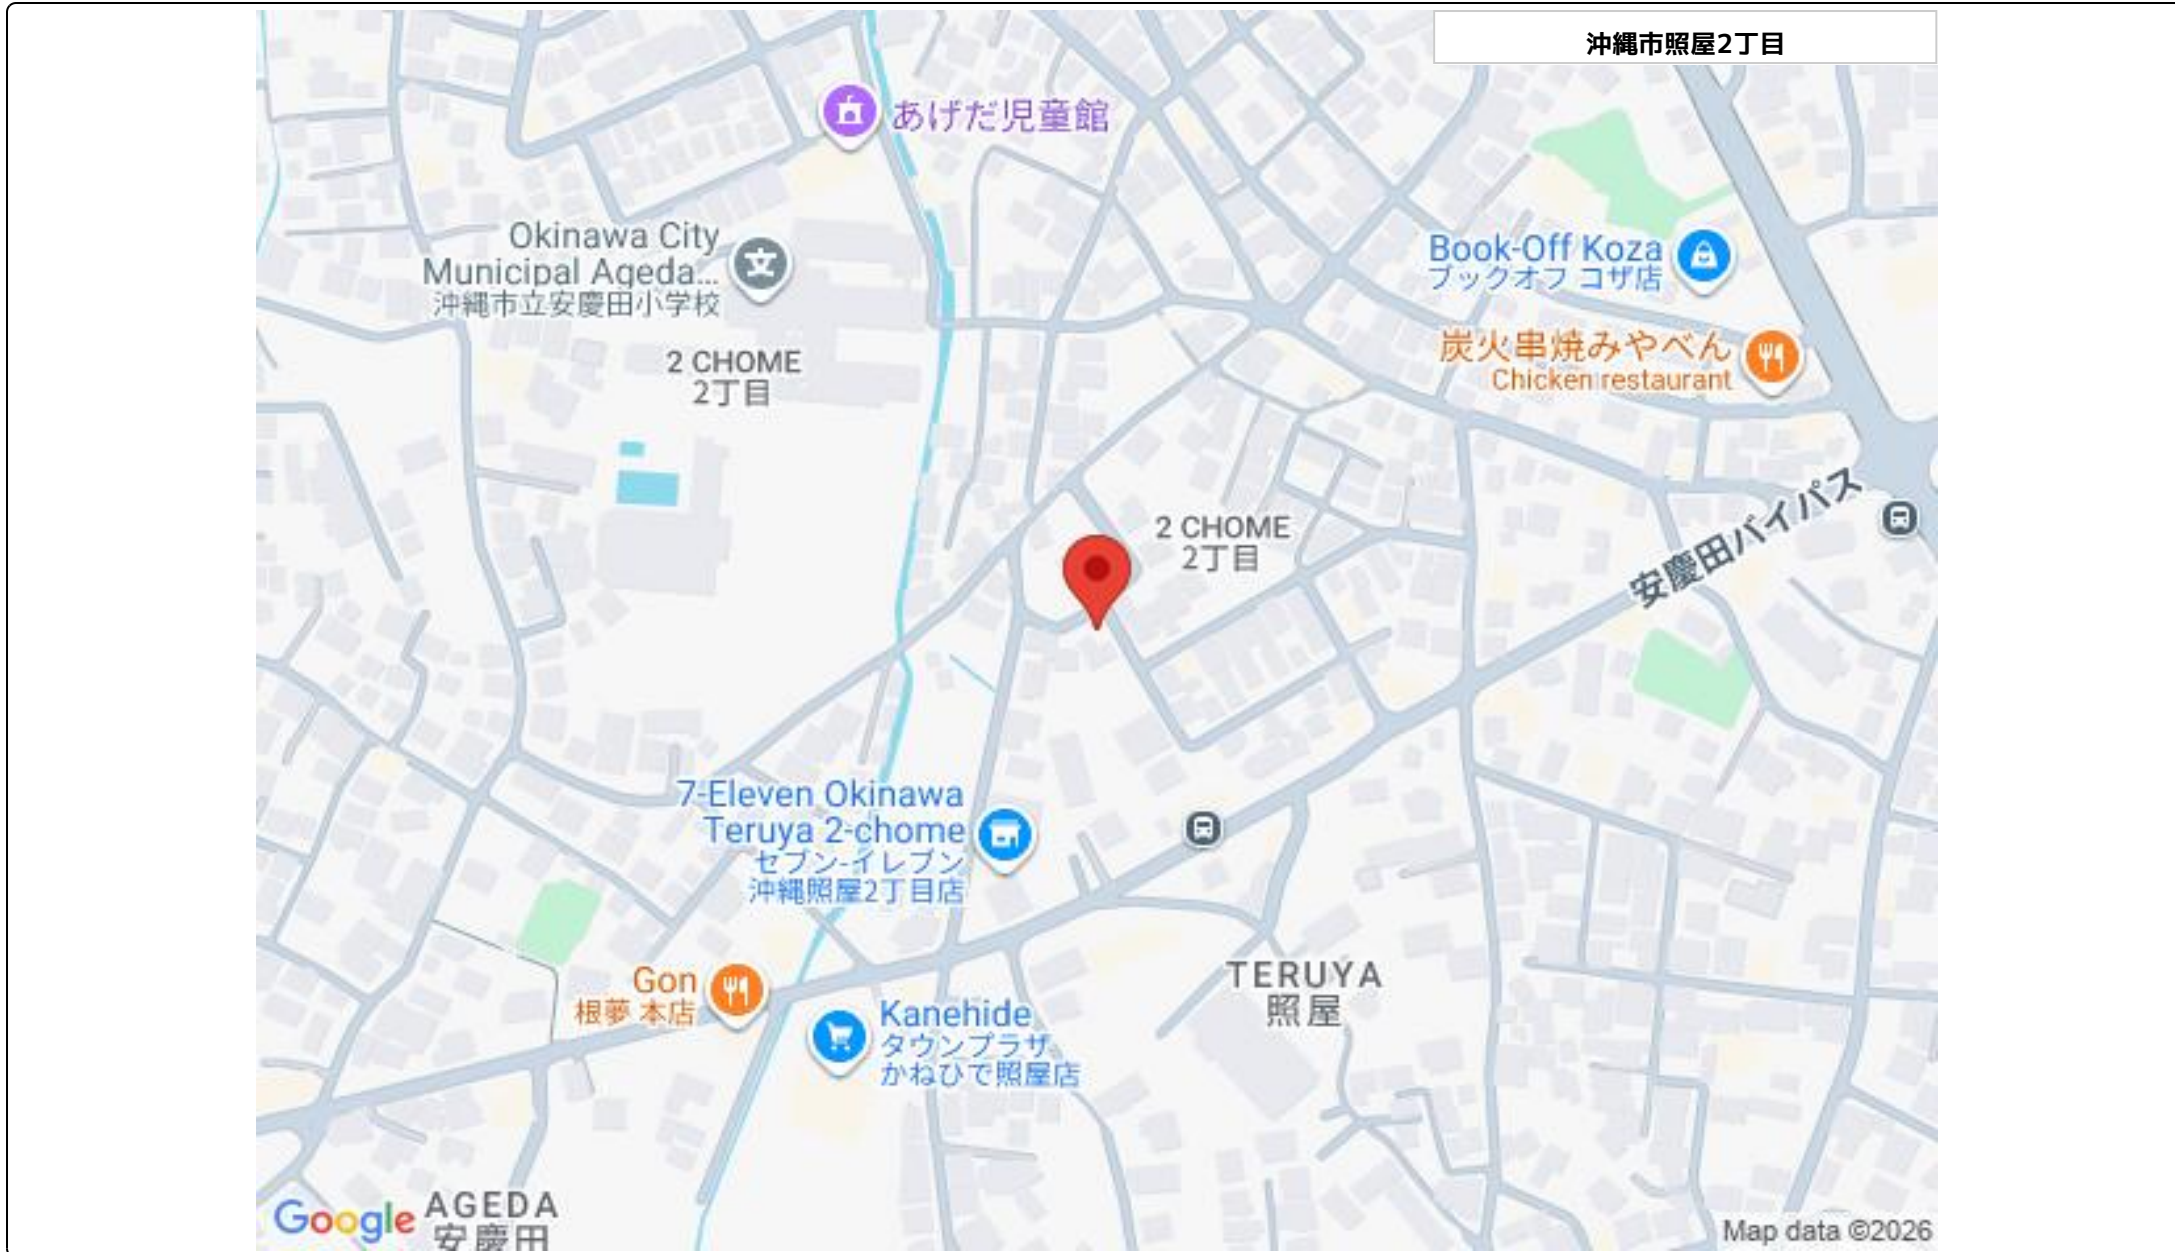 沖縄市照屋2丁目
あげだ児童館
Okinawa City
Municipal Ageda...
沖縄市立安慶田小学校
2 CHOME
2丁目
Book-Off Koza
ブックオフ コザ店
炭火串焼みやべん
Chicken restaurant
安慶田バイパス
2 CHOME
2丁目
7-Eleven Okinawa
Teruya 2-chome
セブン-イレブン
沖縄照屋2丁目店
Gon
根夢 本店
Kanehide
タウンプラザ
かねひで照屋店
TERUYA
照屋
AGEDA
安慶田
Google
Map data ©2026